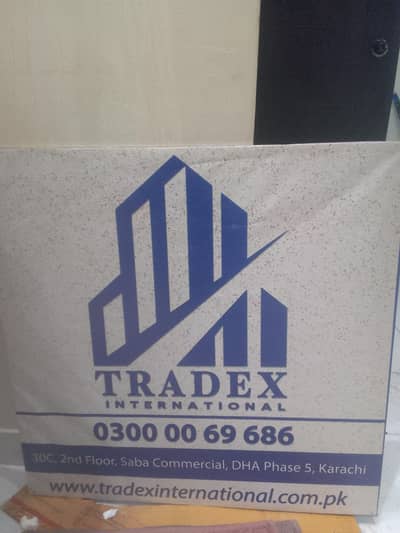 TRADEX
INTERNATIONAL
0300 00 69 686
30C, 2nd Floor, Saba Commercial, DHA Phase 5, Karachi
www.tradexinternational.com.pk